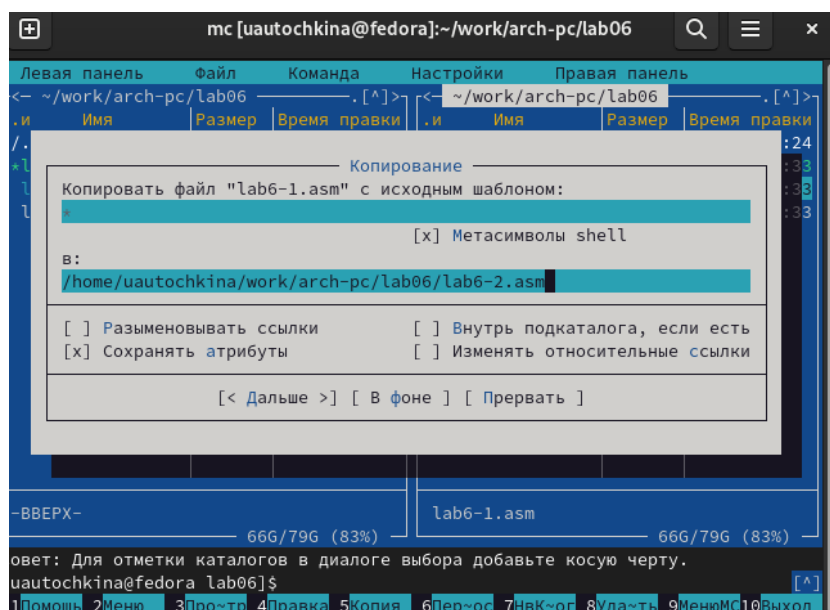 mc [uautochkina@fedora]:~/work/arch-pc/lab06
Левая панель Файл Команда Настройки Правая панель
<— ~/work/arch-pc/lab06 .[^]> <— ~/work/arch-pc/lab06 .[^]>
.и Имя Размер Время правки .и Имя Размер Время правки
/. :24
*l :33
l :33
l :33
Копирование
Копировать файл "lab6-1.asm" с исходным шаблоном:
*
[x] Метасимволы shell
в:
/home/uautochkina/work/arch-pc/lab06/lab6-2.asm
[ ] Разыменовывать ссылки [ ] Внутрь подкаталога, если есть
[x] Сохранять атрибуты [ ] Изменять относительные ссылки
[< Дальше >] [ В фоне ] [ Прервать ]
-ВВЕРХ- lab6-1.asm
66G/79G (83%) 66G/79G (83%)
овет: Для отметки каталогов в диалоге выбора добавьте косую черту.
uautochkina@fedora lab06]$ [^]
1Помощь 2Меню 3Про~тр 4Правка 5Копия 6Пер~ос 7НвК~ог 8Уда~ть 9МенюMC 10Выход